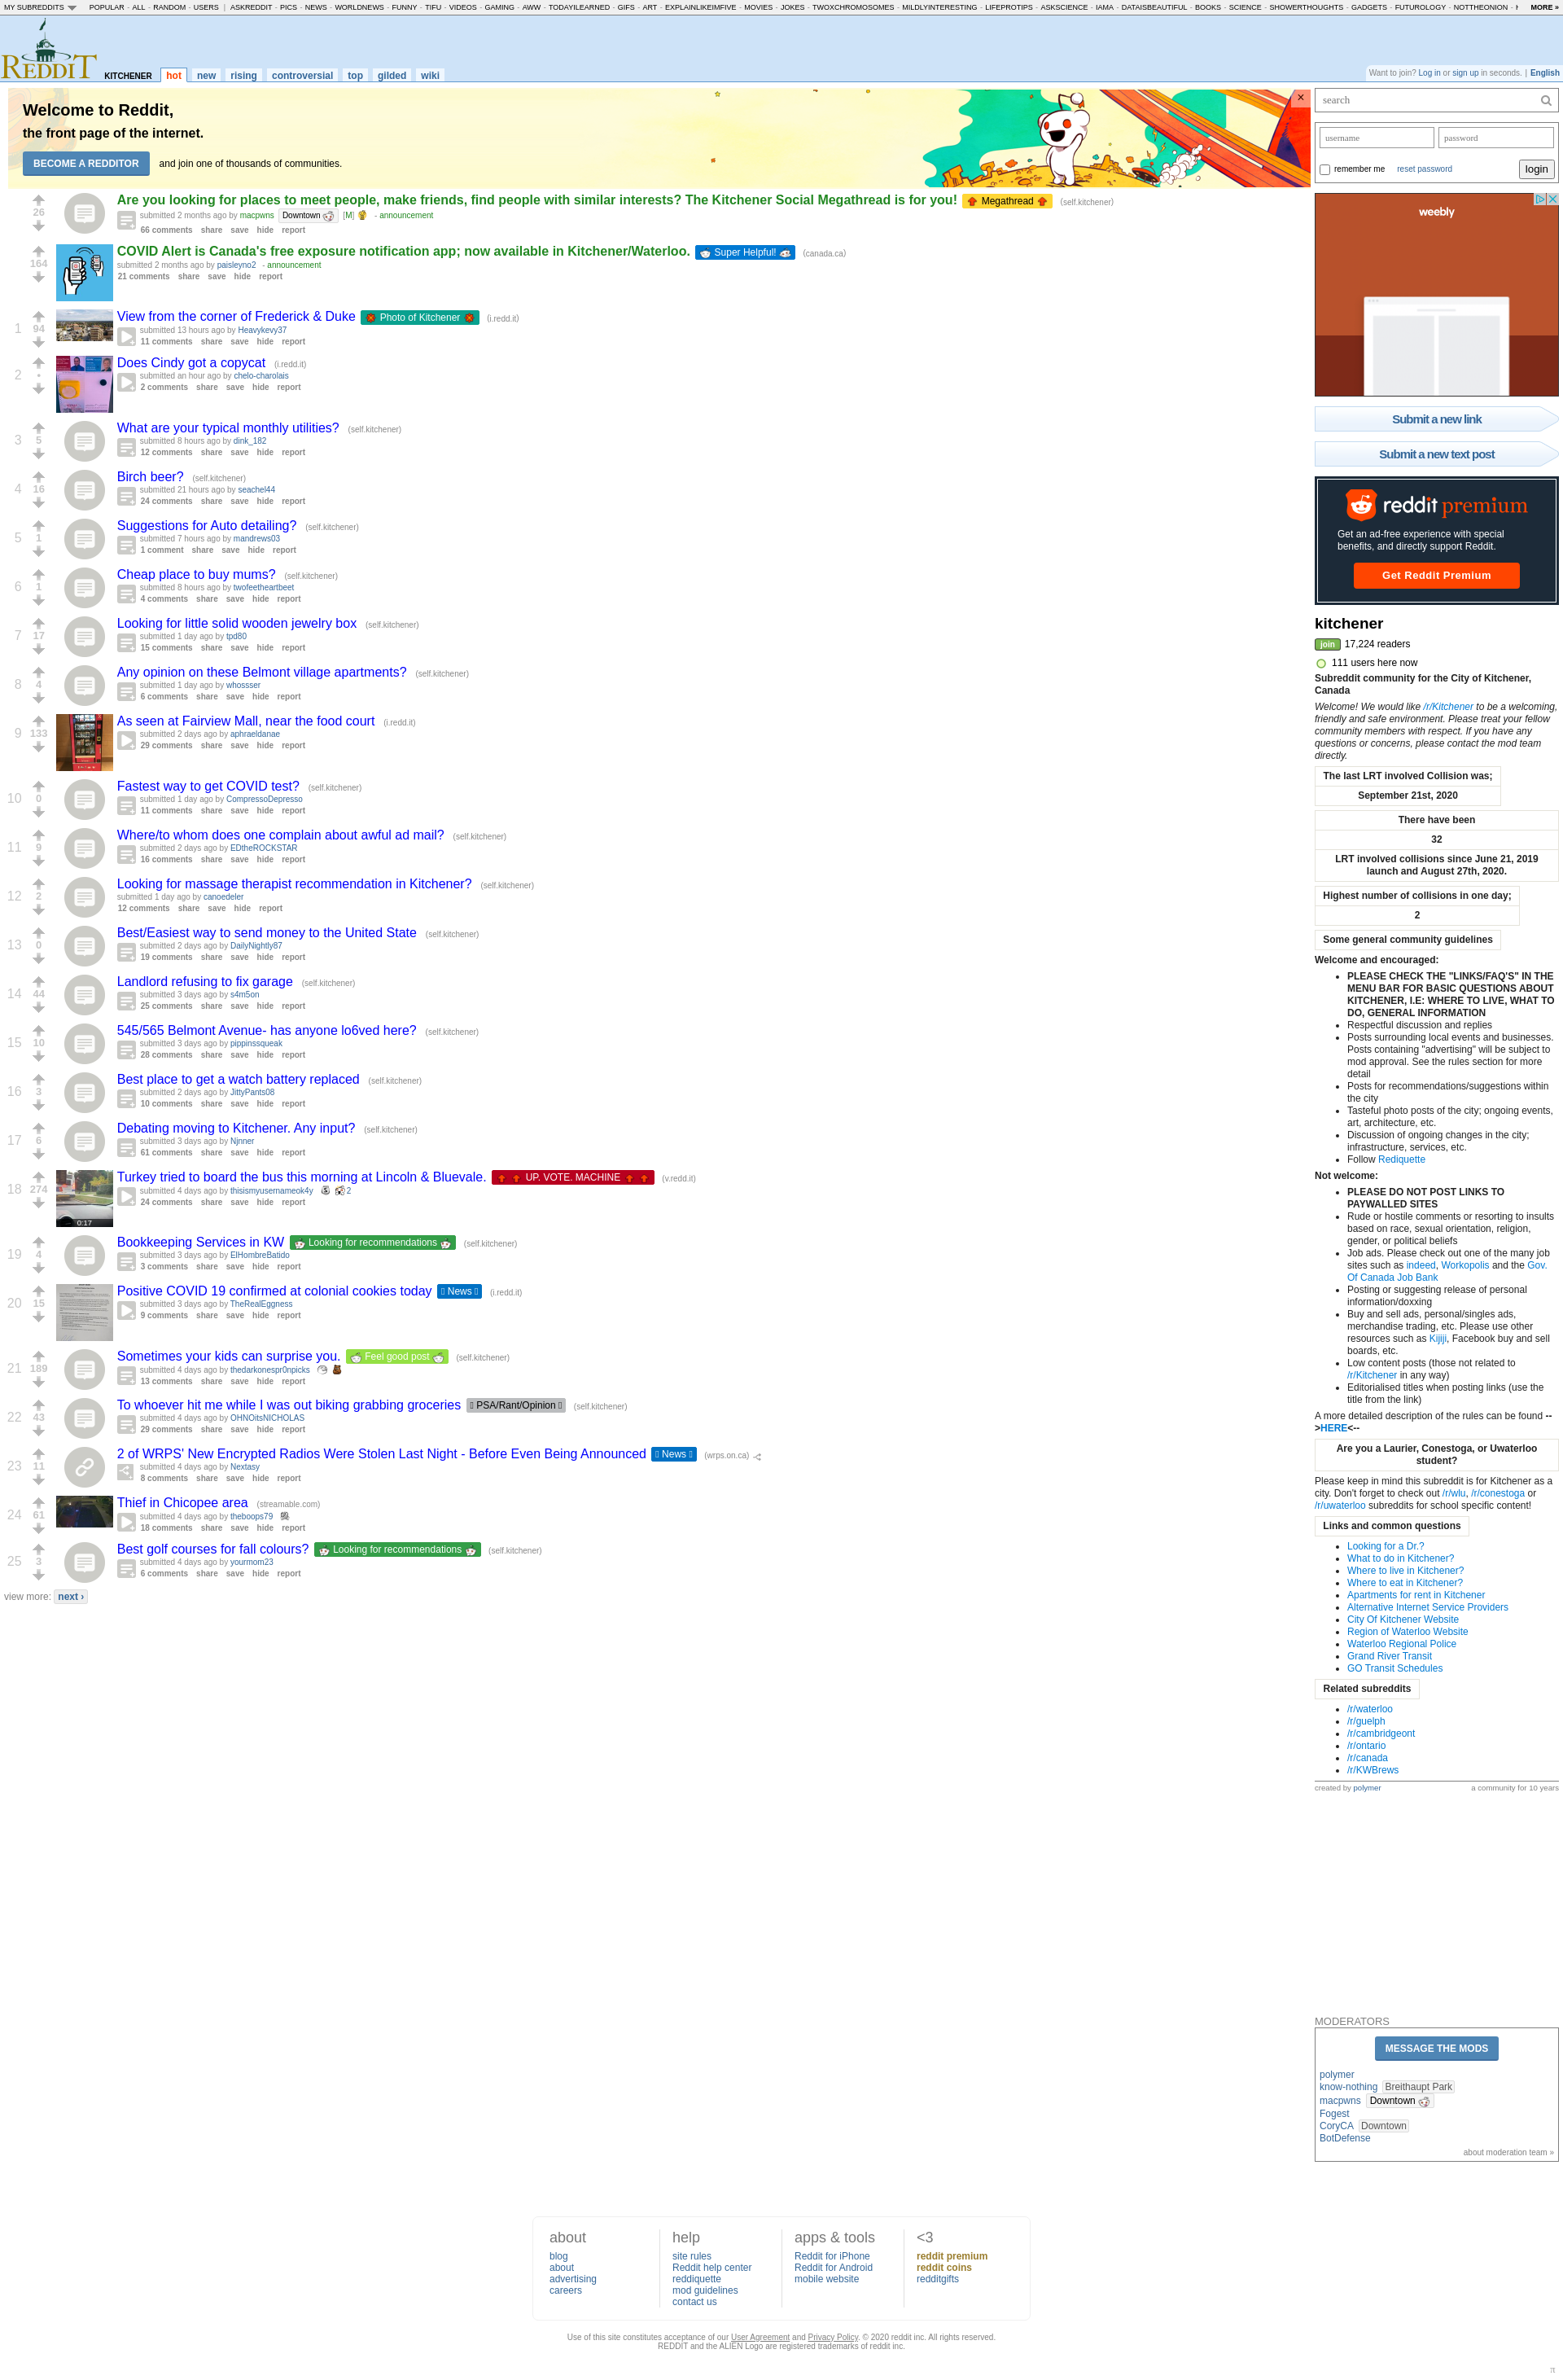 MY SUBREDDITS POPULAR - ALL - RANDOM - USERS | ASKREDDIT - PICS - NEWS - WORLDNEWS - FUNNY - TIFU - VIDEOS - GAMING - AWW - TODAYILEARNED - GIFS - ART - EXPLAINLIKEIMFIVE - MOVIES - JOKES - TWOXCHROMOSOMES - MILDLYINTERESTING - LIFEPROTIPS - ASKSCIENCE - IAMA - DATAISBEAUTIFUL - BOOKS - SCIENCE - SHOWERTHOUGHTS - GADGETS - FUTUROLOGY - NOTTHEONION - MORE »
REDDIT KITCHENER hot new rising controversial top gilded wiki
Want to join? Log in or sign up in seconds. | English
Welcome to Reddit,
the front page of the internet.
BECOME A REDDITOR and join one of thousands of communities.
×
26
Are you looking for places to meet people, make friends, find people with similar interests? The Kitchener Social Megathread is for you! Megathread (self.kitchener)
submitted 2 months ago by macpwns Downtown [M] - announcement
66 comments share save hide report
164
COVID Alert is Canada's free exposure notification app; now available in Kitchener/Waterloo. Super Helpful! (canada.ca)
submitted 2 months ago by paisleyno2 - announcement
21 comments share save hide report
1 94
View from the corner of Frederick & Duke Photo of Kitchener (i.redd.it)
submitted 13 hours ago by Heavykevy37
11 comments share save hide report
2 •
Does Cindy got a copycat (i.redd.it)
submitted an hour ago by chelo-charolais
2 comments share save hide report
3 5
What are your typical monthly utilities? (self.kitchener)
submitted 8 hours ago by dink_182
12 comments share save hide report
4 16
Birch beer? (self.kitchener)
submitted 21 hours ago by seachel44
24 comments share save hide report
5 1
Suggestions for Auto detailing? (self.kitchener)
submitted 7 hours ago by mandrews03
1 comment share save hide report
6 1
Cheap place to buy mums? (self.kitchener)
submitted 8 hours ago by twofeetheartbeet
4 comments share save hide report
7 17
Looking for little solid wooden jewelry box (self.kitchener)
submitted 1 day ago by tpd80
15 comments share save hide report
8 4
Any opinion on these Belmont village apartments? (self.kitchener)
submitted 1 day ago by whossser
6 comments share save hide report
9 133
As seen at Fairview Mall, near the food court (i.redd.it)
submitted 2 days ago by aphraeldanae
29 comments share save hide report
10 0
Fastest way to get COVID test? (self.kitchener)
submitted 1 day ago by CompressoDepresso
11 comments share save hide report
11 9
Where/to whom does one complain about awful ad mail? (self.kitchener)
submitted 2 days ago by EDtheROCKSTAR
16 comments share save hide report
12 2
Looking for massage therapist recommendation in Kitchener? (self.kitchener)
submitted 1 day ago by canoedeler
12 comments share save hide report
13 0
Best/Easiest way to send money to the United State (self.kitchener)
submitted 2 days ago by DailyNightly87
19 comments share save hide report
14 44
Landlord refusing to fix garage (self.kitchener)
submitted 3 days ago by s4m5on
25 comments share save hide report
15 10
545/565 Belmont Avenue- has anyone lo6ved here? (self.kitchener)
submitted 3 days ago by pippinssqueak
28 comments share save hide report
16 3
Best place to get a watch battery replaced (self.kitchener)
submitted 2 days ago by JittyPants08
10 comments share save hide report
17 6
Debating moving to Kitchener. Any input? (self.kitchener)
submitted 3 days ago by Njnner
61 comments share save hide report
18 274
0:17
Turkey tried to board the bus this morning at Lincoln & Bluevale. UP. VOTE. MACHINE (v.redd.it)
submitted 4 days ago by thisismyusernameok4y 2
24 comments share save hide report
19 4
Bookkeeping Services in KW Looking for recommendations (self.kitchener)
submitted 3 days ago by ElHombreBatido
3 comments share save hide report
20 15
Positive COVID 19 confirmed at colonial cookies today News (i.redd.it)
submitted 3 days ago by TheRealEggness
9 comments share save hide report
21 189
Sometimes your kids can surprise you. Feel good post (self.kitchener)
submitted 4 days ago by thedarkonespr0npicks
13 comments share save hide report
22 43
To whoever hit me while I was out biking grabbing groceries PSA/Rant/Opinion (self.kitchener)
submitted 4 days ago by OHNOitsNICHOLAS
29 comments share save hide report
23 11
2 of WRPS' New Encrypted Radios Were Stolen Last Night - Before Even Being Announced News (wrps.on.ca)
submitted 4 days ago by Nextasy
8 comments share save hide report
24 61
Thief in Chicopee area (streamable.com)
submitted 4 days ago by theboops79
18 comments share save hide report
25 3
Best golf courses for fall colours? Looking for recommendations (self.kitchener)
submitted 4 days ago by yourmom23
6 comments share save hide report
view more: next ›
search
username password
remember me reset password login
weebly
Submit a new link
Submit a new text post
reddit premium
Get an ad-free experience with special
benefits, and directly support Reddit.
Get Reddit Premium
kitchener
join 17,224 readers
111 users here now
Subreddit community for the City of Kitchener,
Canada
Welcome! We would like /r/Kitchener to be a welcoming,
friendly and safe environment. Please treat your fellow
community members with respect. If you have any
questions or concerns, please contact the mod team
directly.
The last LRT involved Collision was;
September 21st, 2020
There have been
32
LRT involved collisions since June 21, 2019
launch and August 27th, 2020.
Highest number of collisions in one day;
2
Some general community guidelines
Welcome and encouraged:
• PLEASE CHECK THE "LINKS/FAQ'S" IN THE
MENU BAR FOR BASIC QUESTIONS ABOUT
KITCHENER, I.E: WHERE TO LIVE, WHAT TO
DO, GENERAL INFORMATION
• Respectful discussion and replies
• Posts surrounding local events and businesses.
Posts containing "advertising" will be subject to
mod approval. See the rules section for more
detail
• Posts for recommendations/suggestions within
the city
• Tasteful photo posts of the city; ongoing events,
art, architecture, etc.
• Discussion of ongoing changes in the city;
infrastructure, services, etc.
• Follow Rediquette
Not welcome:
• PLEASE DO NOT POST LINKS TO
PAYWALLED SITES
• Rude or hostile comments or resorting to insults
based on race, sexual orientation, religion,
gender, or political beliefs
• Job ads. Please check out one of the many job
sites such as indeed, Workopolis and the Gov.
Of Canada Job Bank
• Posting or suggesting release of personal
information/doxxing
• Buy and sell ads, personal/singles ads,
merchandise trading, etc. Please use other
resources such as Kijiji, Facebook buy and sell
boards, etc.
• Low content posts (those not related to
/r/Kitchener in any way)
• Editorialised titles when posting links (use the
title from the link)
A more detailed description of the rules can be found --
>HERE<--
Are you a Laurier, Conestoga, or Uwaterloo
student?
Please keep in mind this subreddit is for Kitchener as a
city. Don't forget to check out /r/wlu, /r/conestoga or
/r/uwaterloo subreddits for school specific content!
Links and common questions
• Looking for a Dr.?
• What to do in Kitchener?
• Where to live in Kitchener?
• Where to eat in Kitchener?
• Apartments for rent in Kitchener
• Alternative Internet Service Providers
• City Of Kitchener Website
• Region of Waterloo Website
• Waterloo Regional Police
• Grand River Transit
• GO Transit Schedules
Related subreddits
• /r/waterloo
• /r/guelph
• /r/cambridgeont
• /r/ontario
• /r/canada
• /r/KWBrews
created by polymer a community for 10 years
MODERATORS
MESSAGE THE MODS
polymer
know-nothing Breithaupt Park
macpwns Downtown
Fogest
CoryCA Downtown
BotDefense
about moderation team »
about
blog
about
advertising
careers
help
site rules
Reddit help center
reddiquette
mod guidelines
contact us
apps & tools
Reddit for iPhone
Reddit for Android
mobile website
<3
reddit premium
reddit coins
redditgifts
Use of this site constitutes acceptance of our User Agreement and Privacy Policy. © 2020 reddit inc. All rights reserved.
REDDIT and the ALIEN Logo are registered trademarks of reddit inc.
π